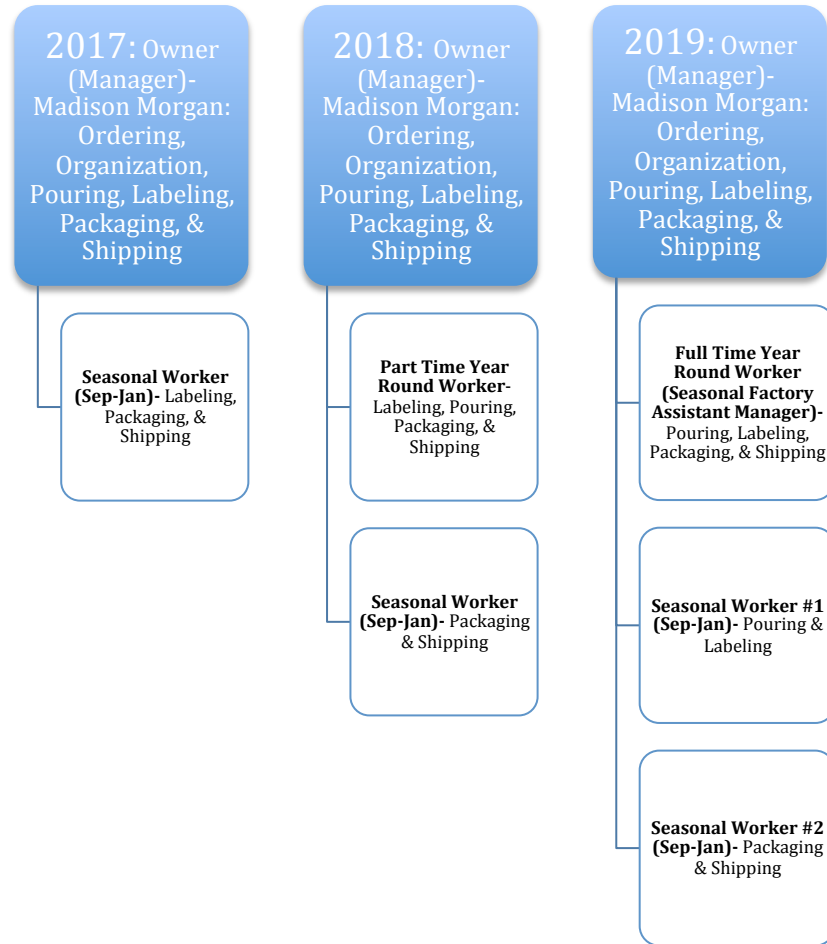 2017: Owner
(Manager)-
Madison Morgan:
Ordering,
Organization,
Pouring, Labeling,
Packaging, &
Shipping
Seasonal Worker
(Sep-Jan)- Labeling,
Packaging, &
Shipping
2018: Owner
(Manager)-
Madison Morgan:
Ordering,
Organization,
Pouring, Labeling,
Packaging, &
Shipping
Part Time Year
Round Worker-
Labeling, Pouring,
Packaging, &
Shipping
Seasonal Worker
(Sep-Jan)- Packaging
& Shipping
2019: Owner
(Manager)-
Madison Morgan:
Ordering,
Organization,
Pouring, Labeling,
Packaging, &
Shipping
Full Time Year
Round Worker
(Seasonal Factory
Assistant Manager)-
Pouring, Labeling,
Packaging, & Shipping
Seasonal Worker #1
(Sep-Jan)- Pouring &
Labeling
Seasonal Worker #2
(Sep-Jan)- Packaging
& Shipping